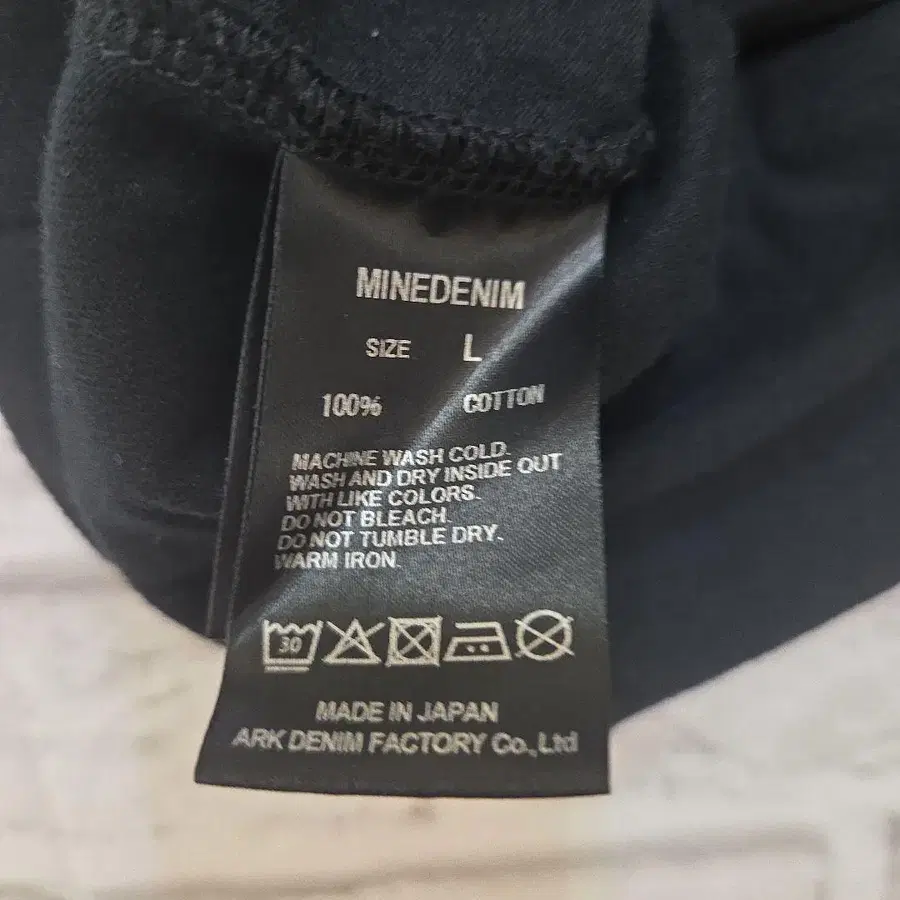 MINEDENIM
SIZE L
100% COTTON
MACHINE WASH COLD.
WASH AND DRY INSIDE OUT
WITH LIKE COLORS.
DO NOT BLEACH.
DO NOT TUMBLE DRY.
WARM IRON.
30
MADE IN JAPAN
ARK DENIM FACTORY Co.,Ltd